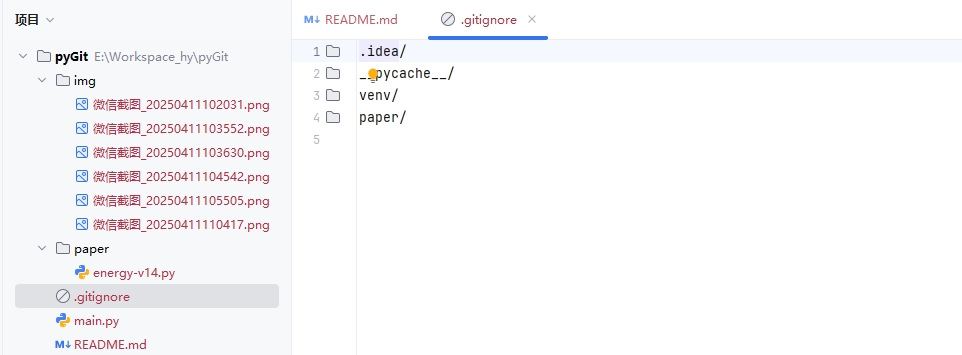 项目
README.md
.gitignore
pyGit E:\Workspace_hy\pyGit
img
微信截图_20250411102031.png
微信截图_20250411103552.png
微信截图_20250411103630.png
微信截图_20250411104542.png
微信截图_20250411105505.png
微信截图_20250411110417.png
paper
energy-v14.py
.gitignore
main.py
M↓ README.md
1 .idea/
2 __pycache__/
3 venv/
4 paper/
5